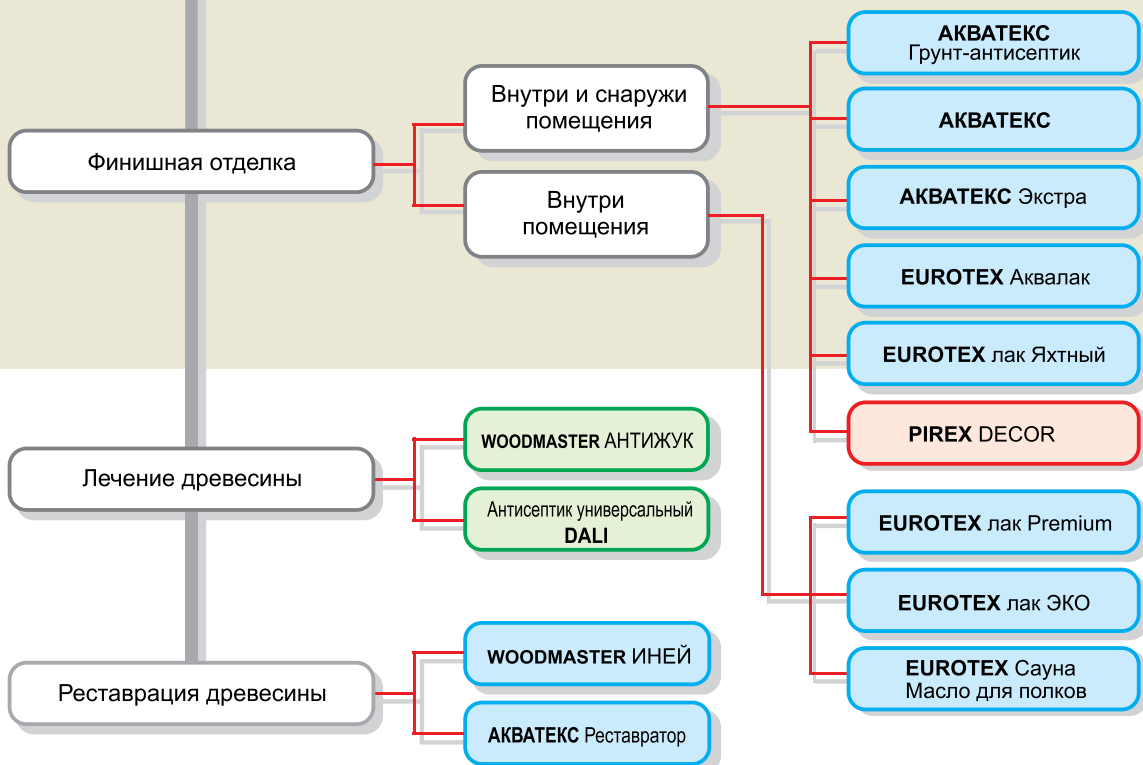 Финишная отделка
Внутри и снаружи
помещения
Внутри
помещения
АКВАТЕКС
Грунт-антисептик
АКВАТЕКС
АКВАТЕКС Экстра
EUROTEX Аквалак
EUROTEX лак Яхтный
PIREX DECOR
EUROTEX лак Premium
EUROTEX лак ЭКО
EUROTEX Сауна
Масло для полков
Лечение древесины
WOODMASTER АНТИЖУК
Антисептик универсальный
DALI
Реставрация древесины
WOODMASTER ИНЕЙ
АКВАТЕКС Реставратор